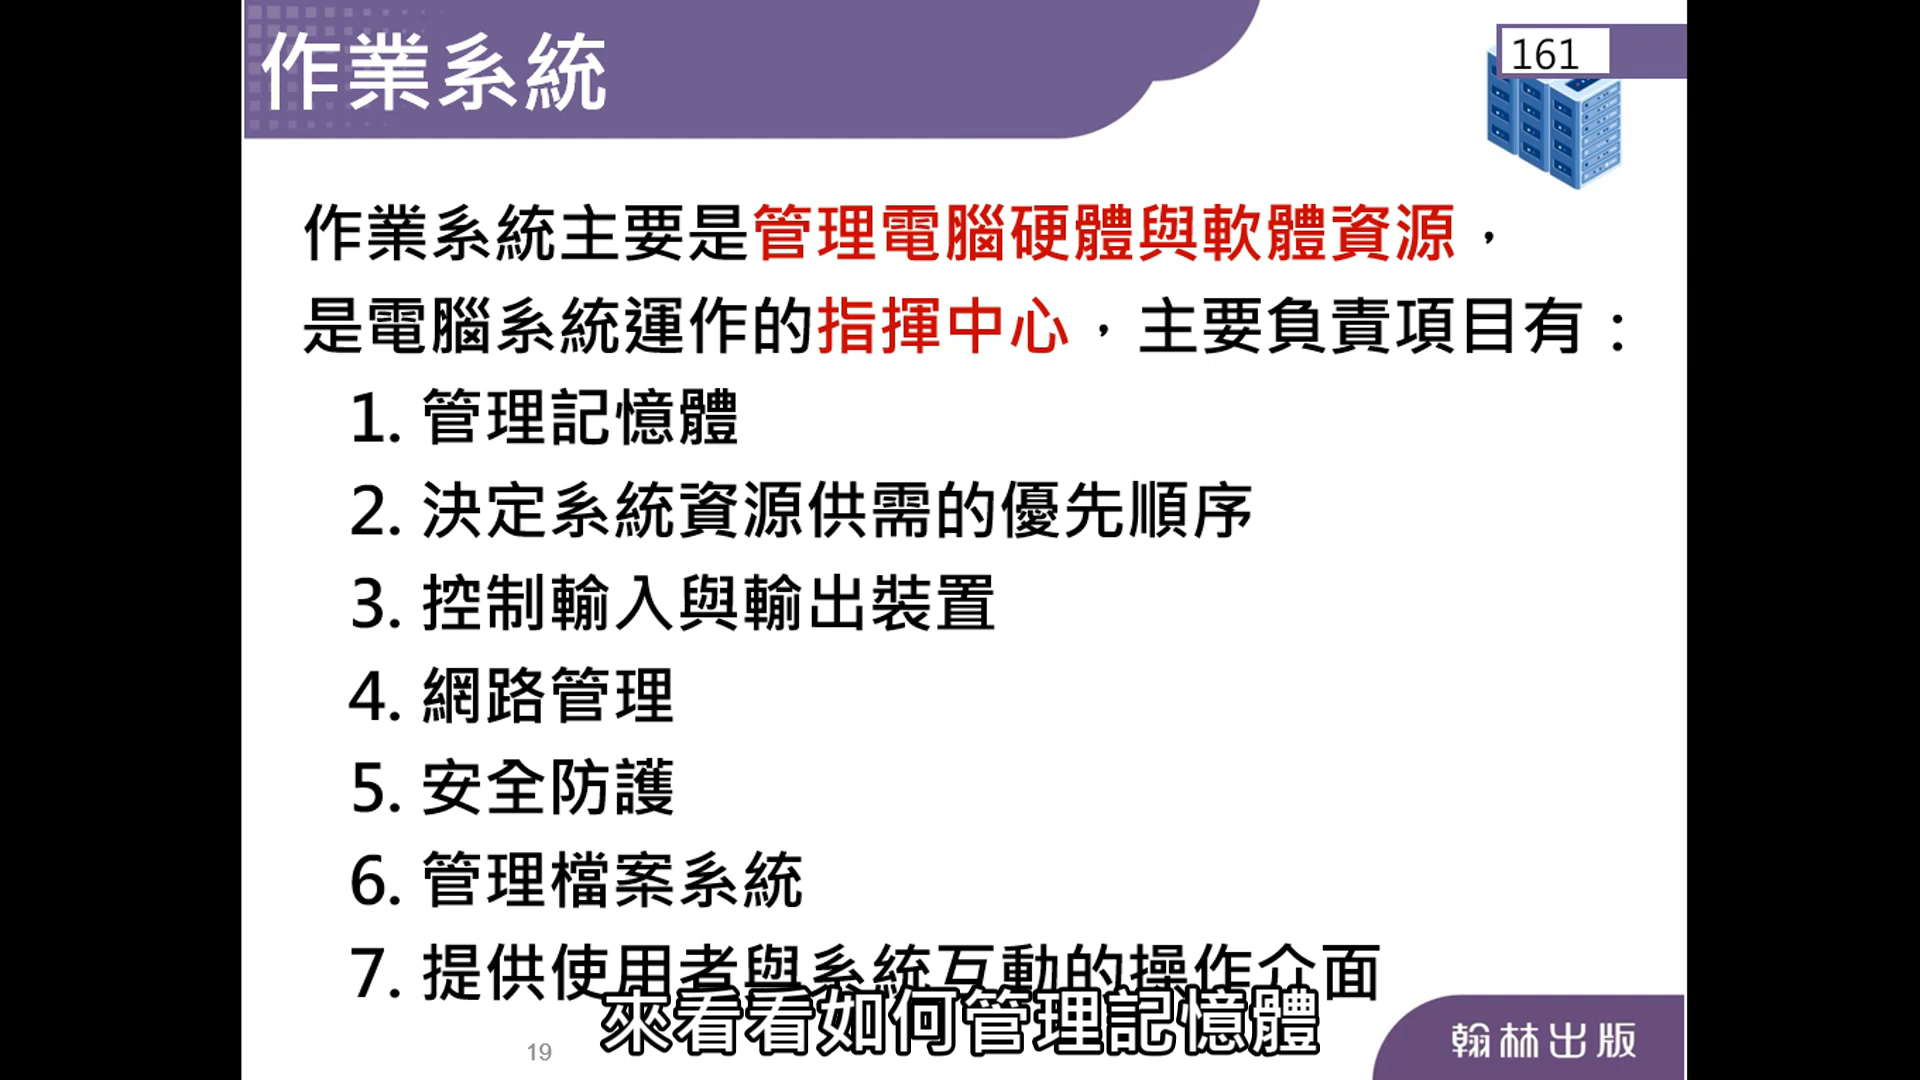 作業系統
161
作業系統主要是管理電腦硬體與軟體資源，
是電腦系統運作的指揮中心，主要負責項目有：
1. 管理記憶體
2. 決定系統資源供需的優先順序
3. 控制輸入與輸出裝置
4. 網路管理
5. 安全防護
6. 管理檔案系統
7. 提供使用者與系統互動的操作介面
來看看如何管理記憶體
19
翰林出版